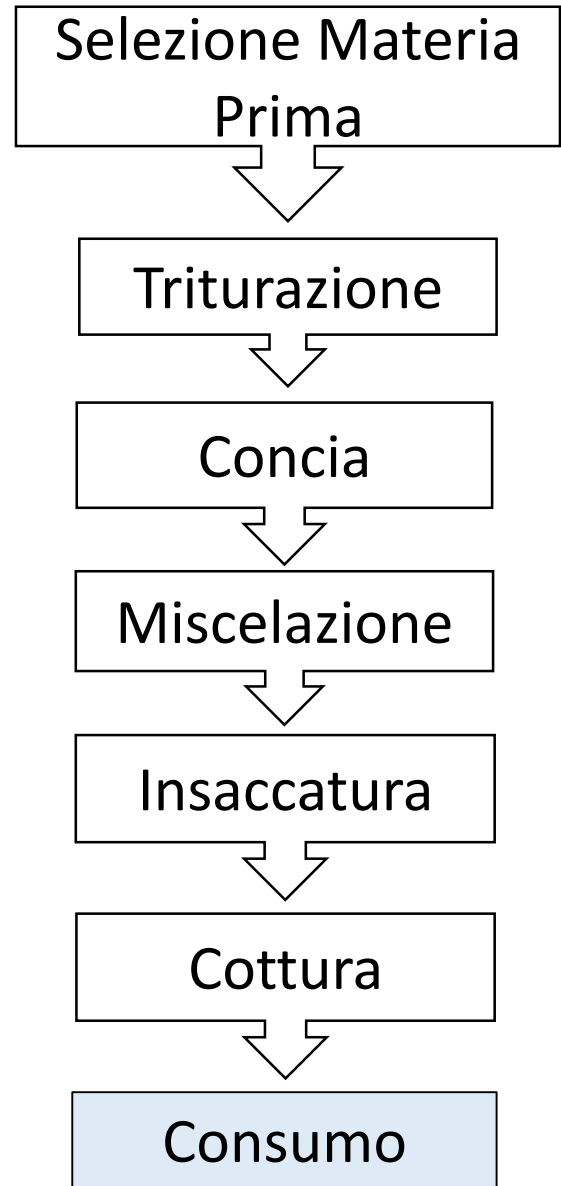 Selezione Materia
Prima
Triturazione
Concia
Miscelazione
Insaccatura
Cottura
Consumo